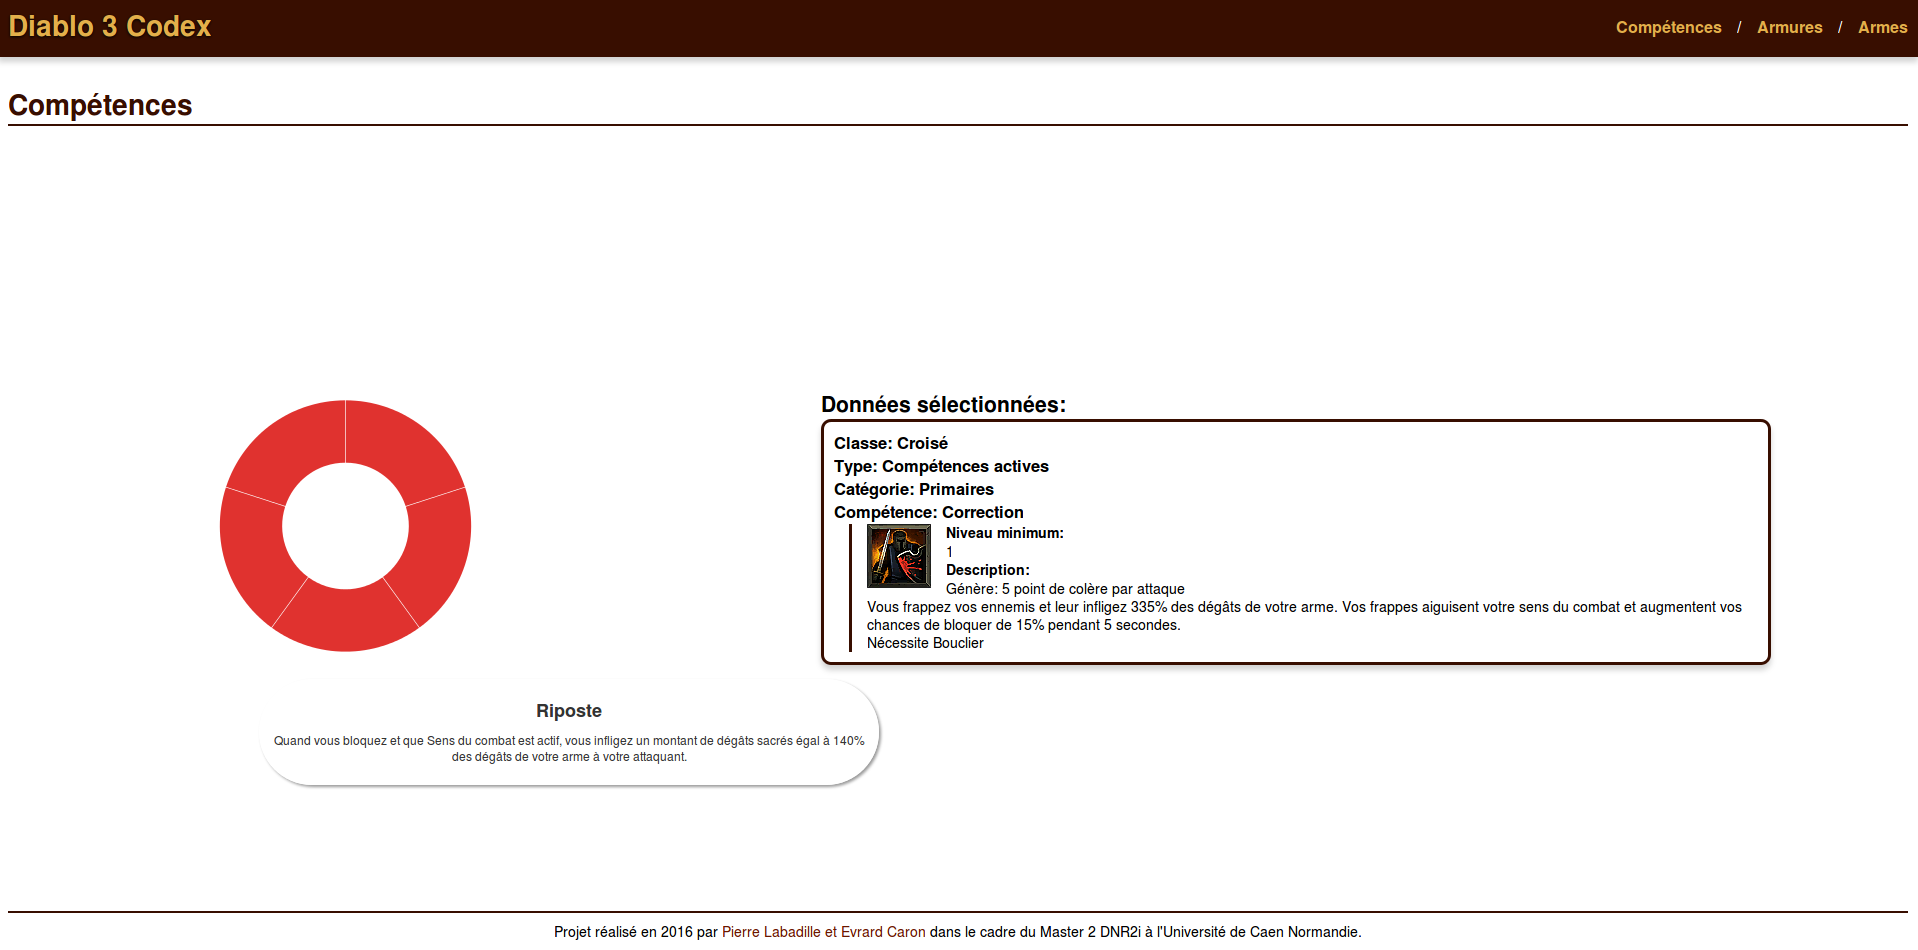 Diablo 3 Codex
Compétences / Armures / Armes
Compétences
Données sélectionnées:
Classe: Croisé
Type: Compétences actives
Catégorie: Primaires
Compétence: Correction
Niveau minimum:
1
Description:
Génère: 5 point de colère par attaque
Vous frappez vos ennemis et leur infligez 335% des dégâts de votre arme. Vos frappes aiguisent votre sens du combat et augmentent vos
chances de bloquer de 15% pendant 5 secondes.
Nécessite Bouclier
Riposte
Quand vous bloquez et que Sens du combat est actif, vous infligez un montant de dégâts sacrés égal à 140%
des dégâts de votre arme à votre attaquant.
Projet réalisé en 2016 par Pierre Labadille et Evrard Caron dans le cadre du Master 2 DNR2i à l'Université de Caen Normandie.